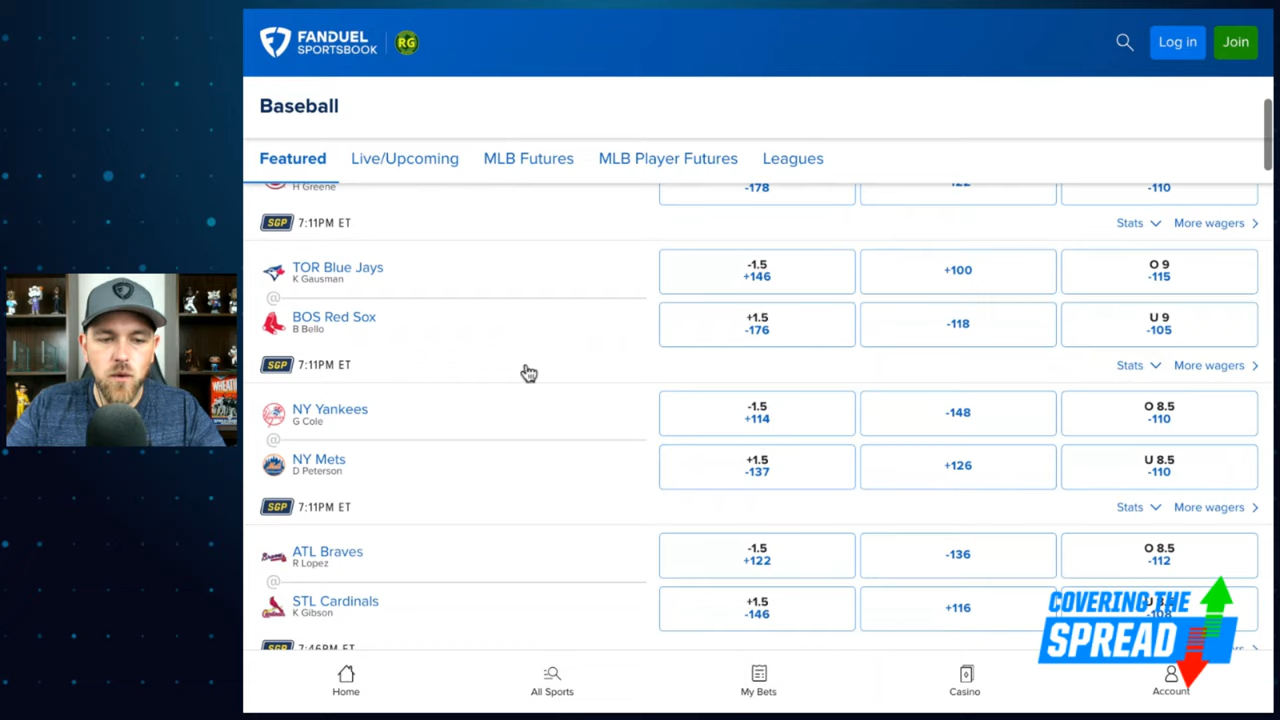 FANDUEL
SPORTSBOOK
RG
Log in
Join
Baseball
Featured
Live/Upcoming
MLB Futures
MLB Player Futures
Leagues
H Greene
-178
-110
SGP 7:11PM ET
Stats
More wagers
TOR Blue Jays
K Gausman
-1.5
+146
+100
O 9
-115
@
BOS Red Sox
B Bello
+1.5
-176
-118
U 9
-105
SGP 7:11PM ET
Stats
More wagers
NY Yankees
G Cole
-1.5
+114
-148
O 8.5
-110
@
NY Mets
D Peterson
+1.5
-137
+126
U 8.5
-110
SGP 7:11PM ET
Stats
More wagers
ATL Braves
R Lopez
-1.5
+122
-136
O 8.5
-112
@
STL Cardinals
K Gibson
+1.5
-146
+116
-108
SGP 7:46PM ET
COVERING THE
SPREAD
Home
All Sports
My Bets
Casino
Account